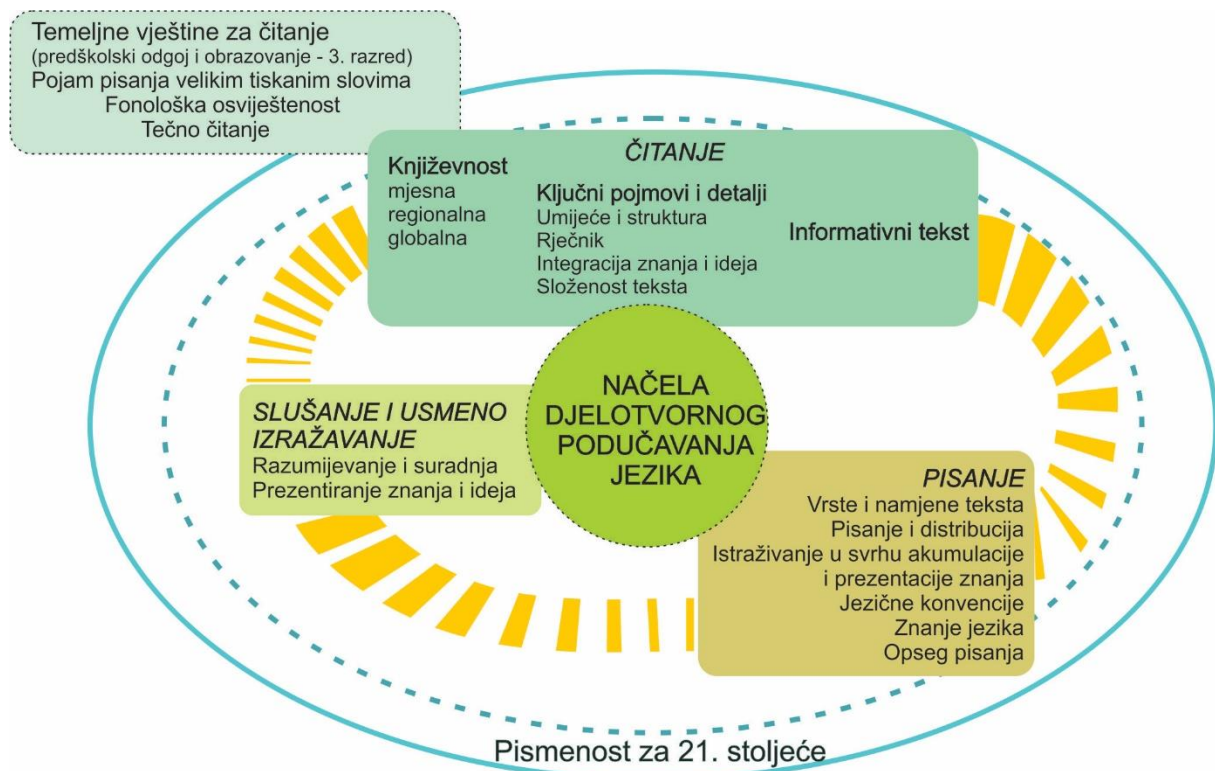 Temeljne vještine za čitanje
(predškolski odgoj i obrazovanje - 3. razred)
Pojam pisanja velikim tiskanim slovima
Fonološka osviještenost
Tečno čitanje
ČITANJE
Književnost
mjesna
regionalna
globalna
Ključni pojmovi i detalji
Umijeće i struktura
Rječnik
Integracija znanja i ideja
Složenost teksta
Informativni tekst
NAČELA
DJELOTVORNOG
PODUČAVANJA
JEZIKA
SLUŠANJE I USMENO
IZRAŽAVANJE
Razumijevanje i suradnja
Prezentiranje znanja i ideja
PISANJE
Vrste i namjene teksta
Pisanje i distribucija
Istraživanje u svrhu akumulacije
i prezentacije znanja
Jezične konvencije
Znanje jezika
Opseg pisanja
Pismenost za 21. stoljeće